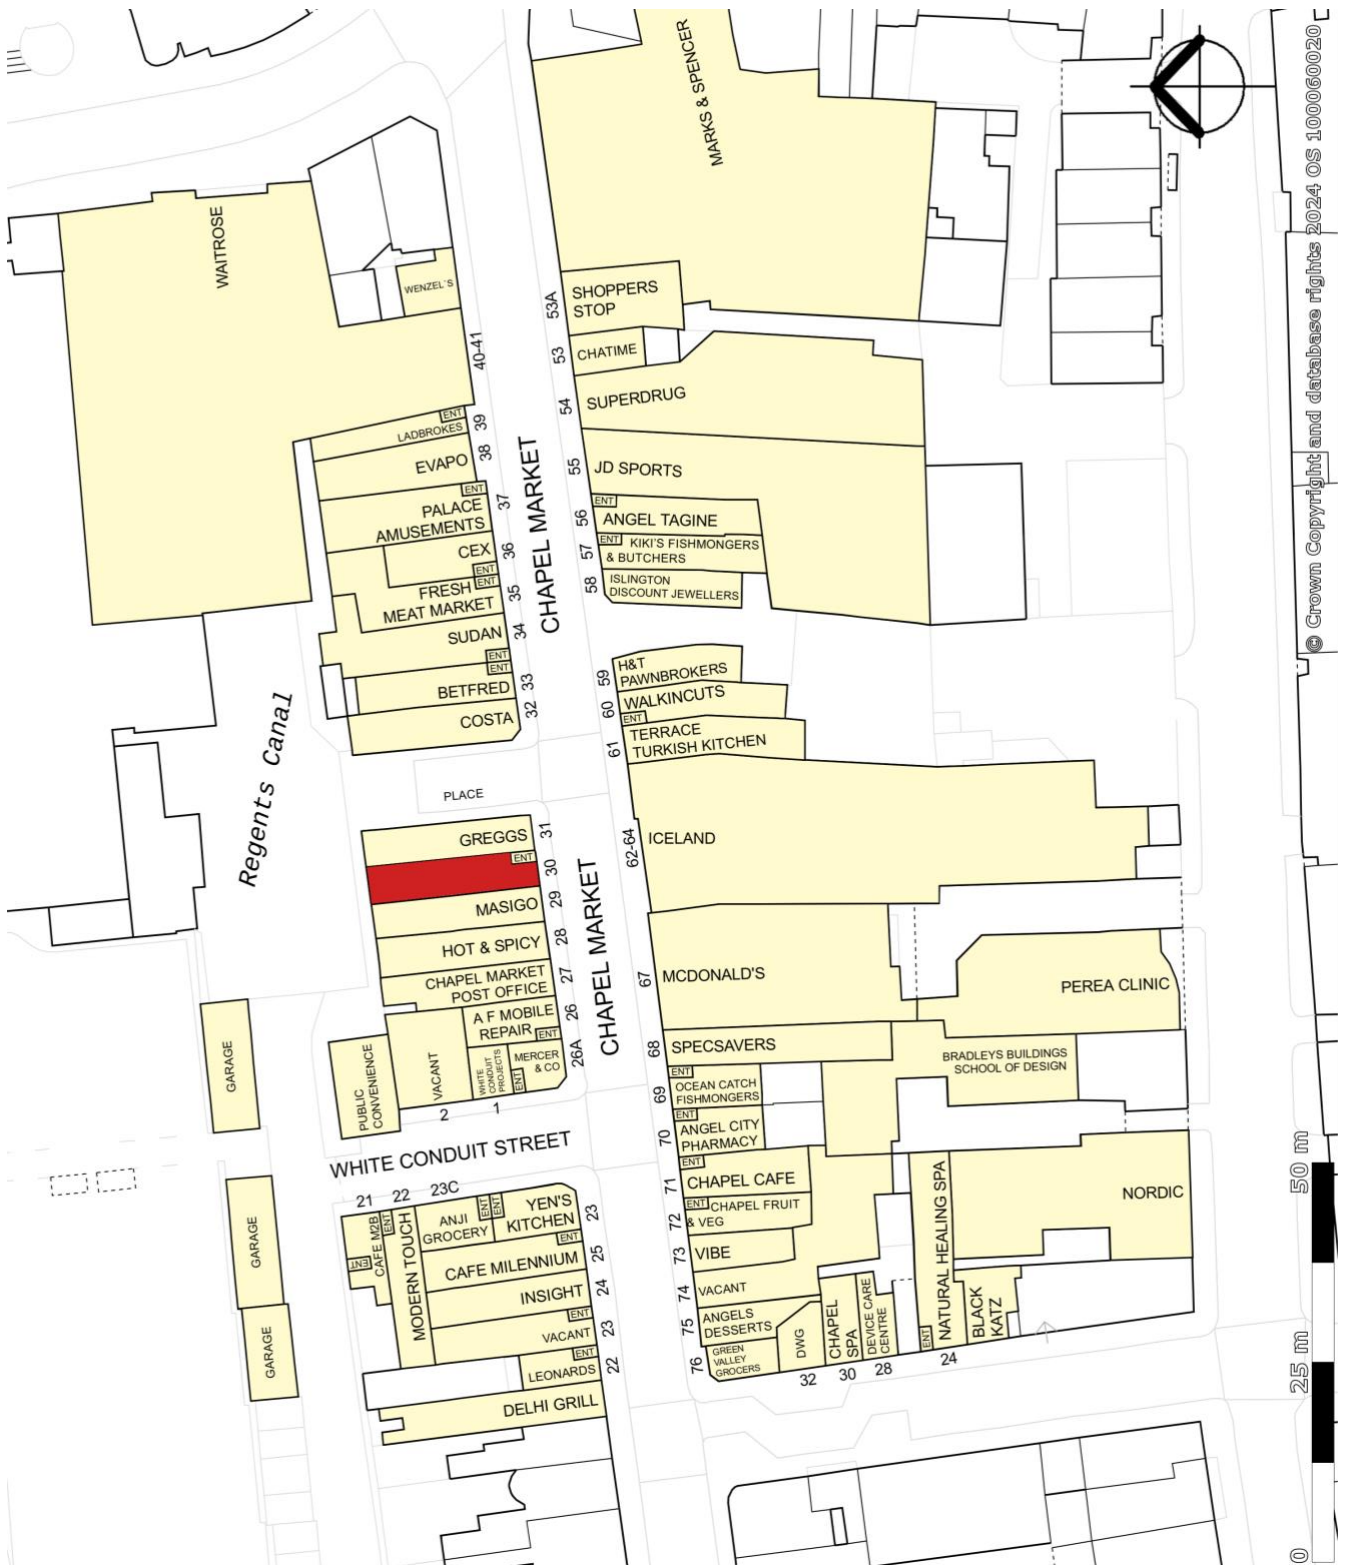 MARKS & SPENCER
© Crown Copyright and database rights 2024 OS 100060020
WAITROSE
WENZEL`S
40-41
53A
SHOPPERS
STOP
53
CHATIME
54
SUPERDRUG
ENT
39
LADBROKES
38
EVAPO
55
JD SPORTS
CHAPEL MARKET
ENT
37
PALACE
AMUSEMENTS
ENT
56
ANGEL TAGINE
36
CEX
ENT
57
ENT
KIKI'S FISHMONGERS
& BUTCHERS
ENT
35
FRESH
MEAT MARKET
58
ISLINGTON
DISCOUNT JEWELLERS
34
SUDAN
ENT
ENT
33
BETFRED
32
COSTA
59
H&T
PAWNBROKERS
60
WALKINCUTS
ENT
61
TERRACE
TURKISH KITCHEN
Regents Canal
PLACE
31
GREGGS
62-64
ICELAND
ENT
30
29
MASIGO
CHAPEL MARKET
28
HOT & SPICY
27
CHAPEL MARKET
POST OFFICE
67
MCDONALD'S
PEREA CLINIC
26
A F MOBILE
REPAIR
ENT
26A
MERCER
& CO
ENT
WHITE
CONDUIT
PROJECTS
VACANT
PUBLIC
CONVENIENCE
GARAGE
2
1
68
SPECSAVERS
BRADLEYS BUILDINGS
SCHOOL OF DESIGN
ENT
69
OCEAN CATCH
FISHMONGERS
ENT
70
ANGEL CITY
PHARMACY
WHITE CONDUIT STREET
ENT
71
CHAPEL CAFE
72
ENT
CHAPEL FRUIT
& VEG
73
VIBE
74
VACANT
75
ANGELS
DESSERTS
76
GREEN
VALLEY
GROCERS
DWG
32
CHAPEL
SPA
30
DEVICE CARE
CENTRE
28
ENT
NATURAL HEALING SPA
24
BLACK
KATZ
NORDIC
21
22
23C
ENT
CAFE M2B
ENT
MODERN TOUCH
ANJI
GROCERY
ENT
ENT
YEN'S
KITCHEN
23
ENT
25
CAFE MILENNIUM
24
INSIGHT
ENT
23
VACANT
ENT
22
LEONARDS
DELHI GRILL
GARAGE
GARAGE
50 m
25 m
0